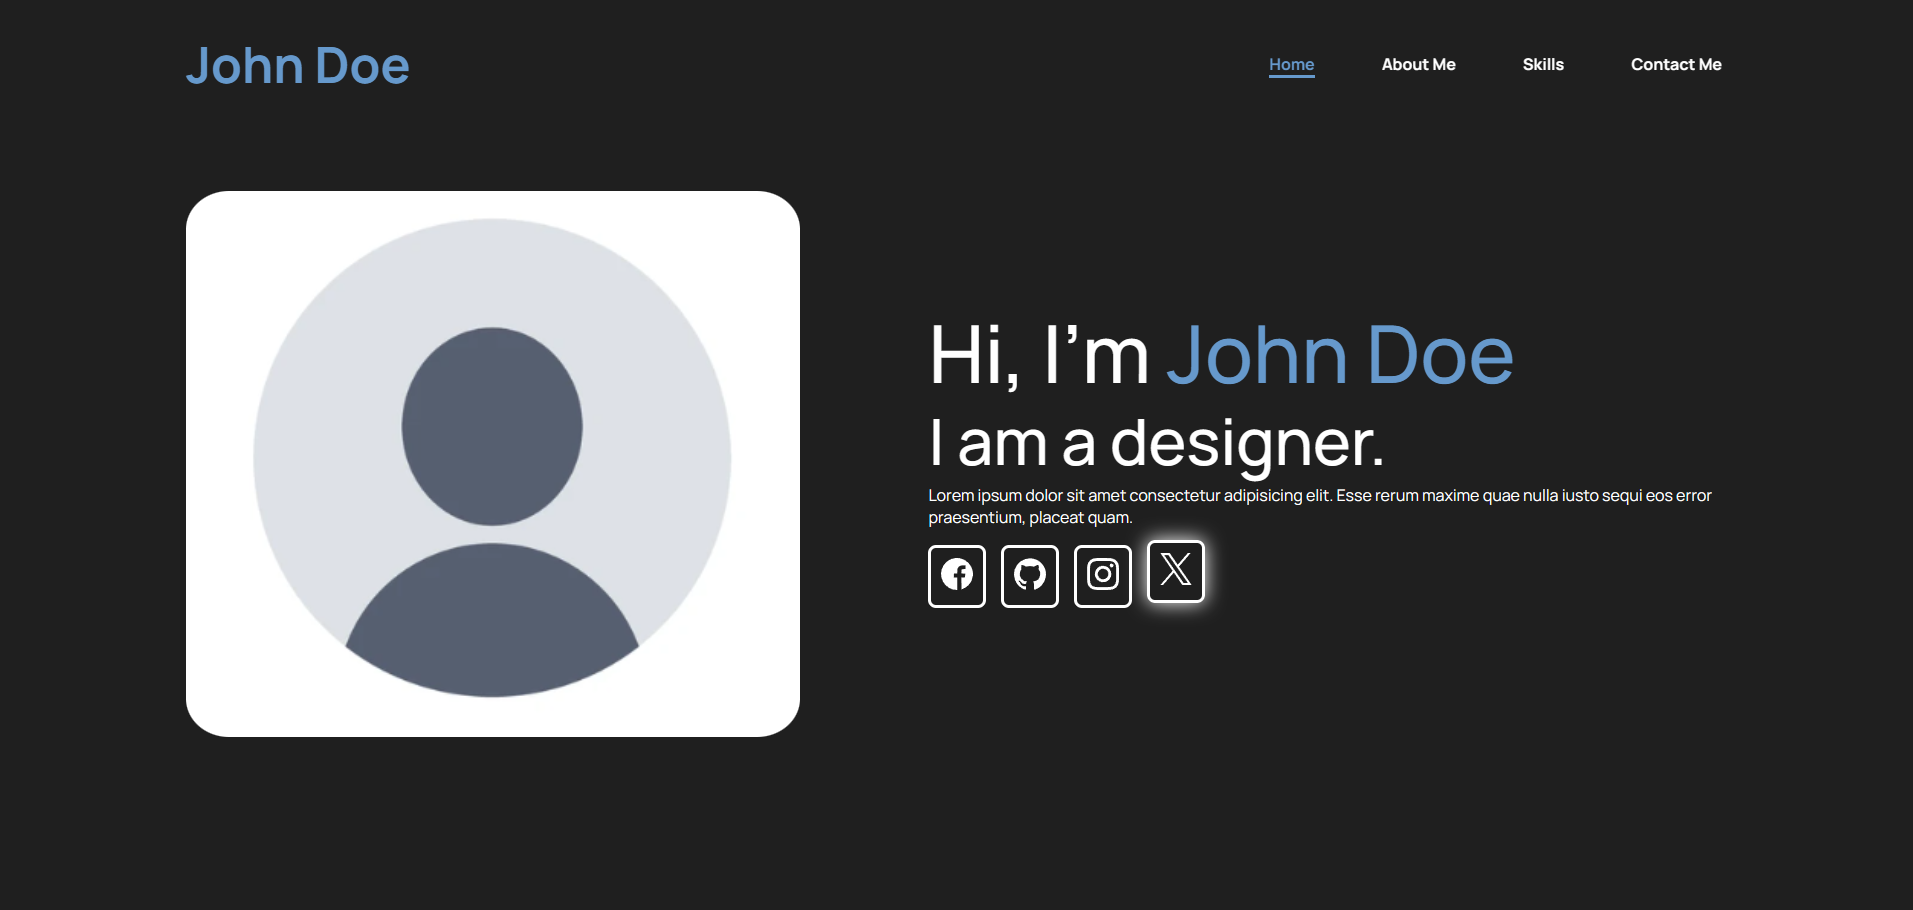 John Doe
Home
About Me
Skills
Contact Me
Hi, I’m John Doe
I am a designer.
Lorem ipsum dolor sit amet consectetur adipisicing elit. Esse rerum maxime quae nulla iusto sequi eos error
praesentium, placeat quam.